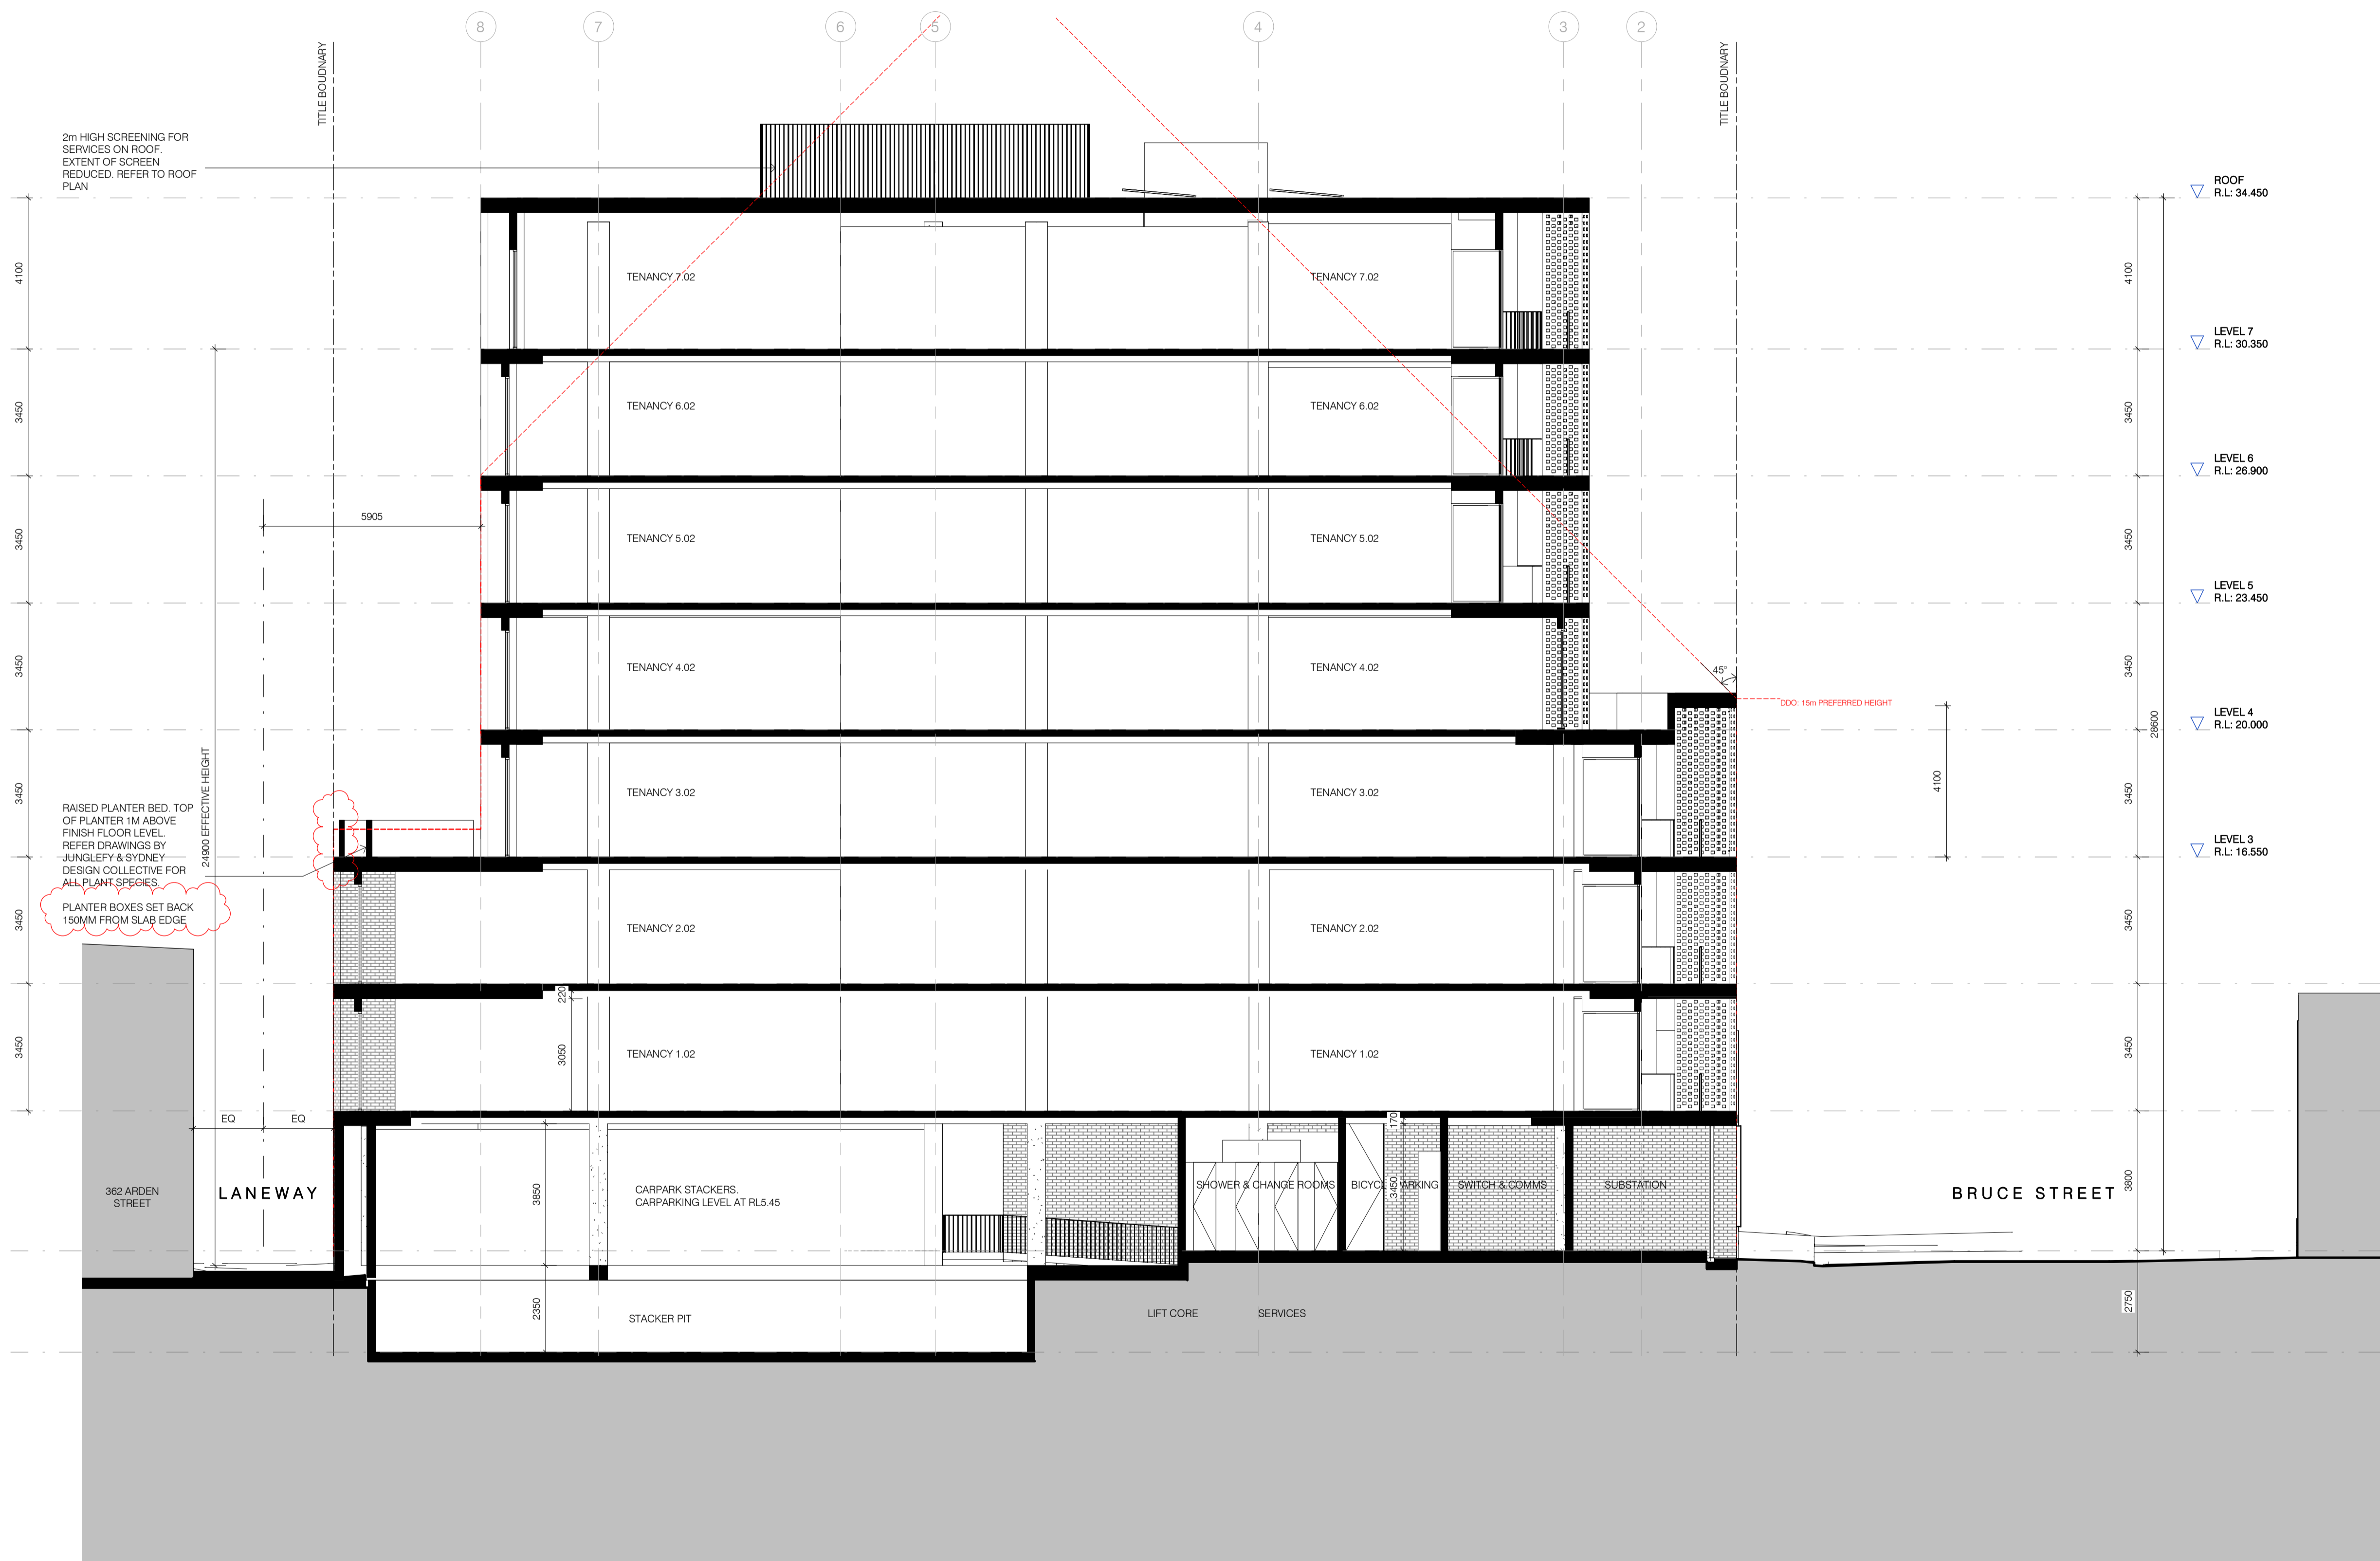 8
7
6
5
4
3
2
TITLE BOUDNARY
TITLE BOUDNARY
2m HIGH SCREENING FOR
SERVICES ON ROOF.
EXTENT OF SCREEN
REDUCED. REFER TO ROOF
PLAN
ROOF
R.L: 34.450
4100
TENANCY 7.02
TENANCY 7.02
4100
LEVEL 7
R.L: 30.350
3450
TENANCY 6.02
TENANCY 6.02
3450
LEVEL 6
R.L: 26.900
5905
3450
TENANCY 5.02
TENANCY 5.02
3450
LEVEL 5
R.L: 23.450
3450
TENANCY 4.02
TENANCY 4.02
3450
45°
DDO: 15m PREFERRED HEIGHT
LEVEL 4
R.L: 20.000
28600
24900 EFFECTIVE HEIGHT
3450
TENANCY 3.02
TENANCY 3.02
4100
3450
RAISED PLANTER BED. TOP
OF PLANTER 1M ABOVE
FINISH FLOOR LEVEL.
REFER DRAWINGS BY
JUNGLEFY & SYDNEY
DESIGN COLLECTIVE FOR
ALL PLANT SPECIES.
LEVEL 3
R.L: 16.550
PLANTER BOXES SET BACK
150MM FROM SLAB EDGE
3450
TENANCY 2.02
TENANCY 2.02
3450
220
3450
3050
TENANCY 1.02
TENANCY 1.02
3450
EQ
EQ
170
362 ARDEN
STREET
LANEWAY
3850
CARPARK STACKERS.
CARPARKING LEVEL AT RL5.45
SHOWER & CHANGE ROOMS
BICYCLE
3450
ARKING
SWITCH & COMMS
SUBSTATION
3800
BRUCE STREET
2350
STACKER PIT
LIFT CORE
SERVICES
2750